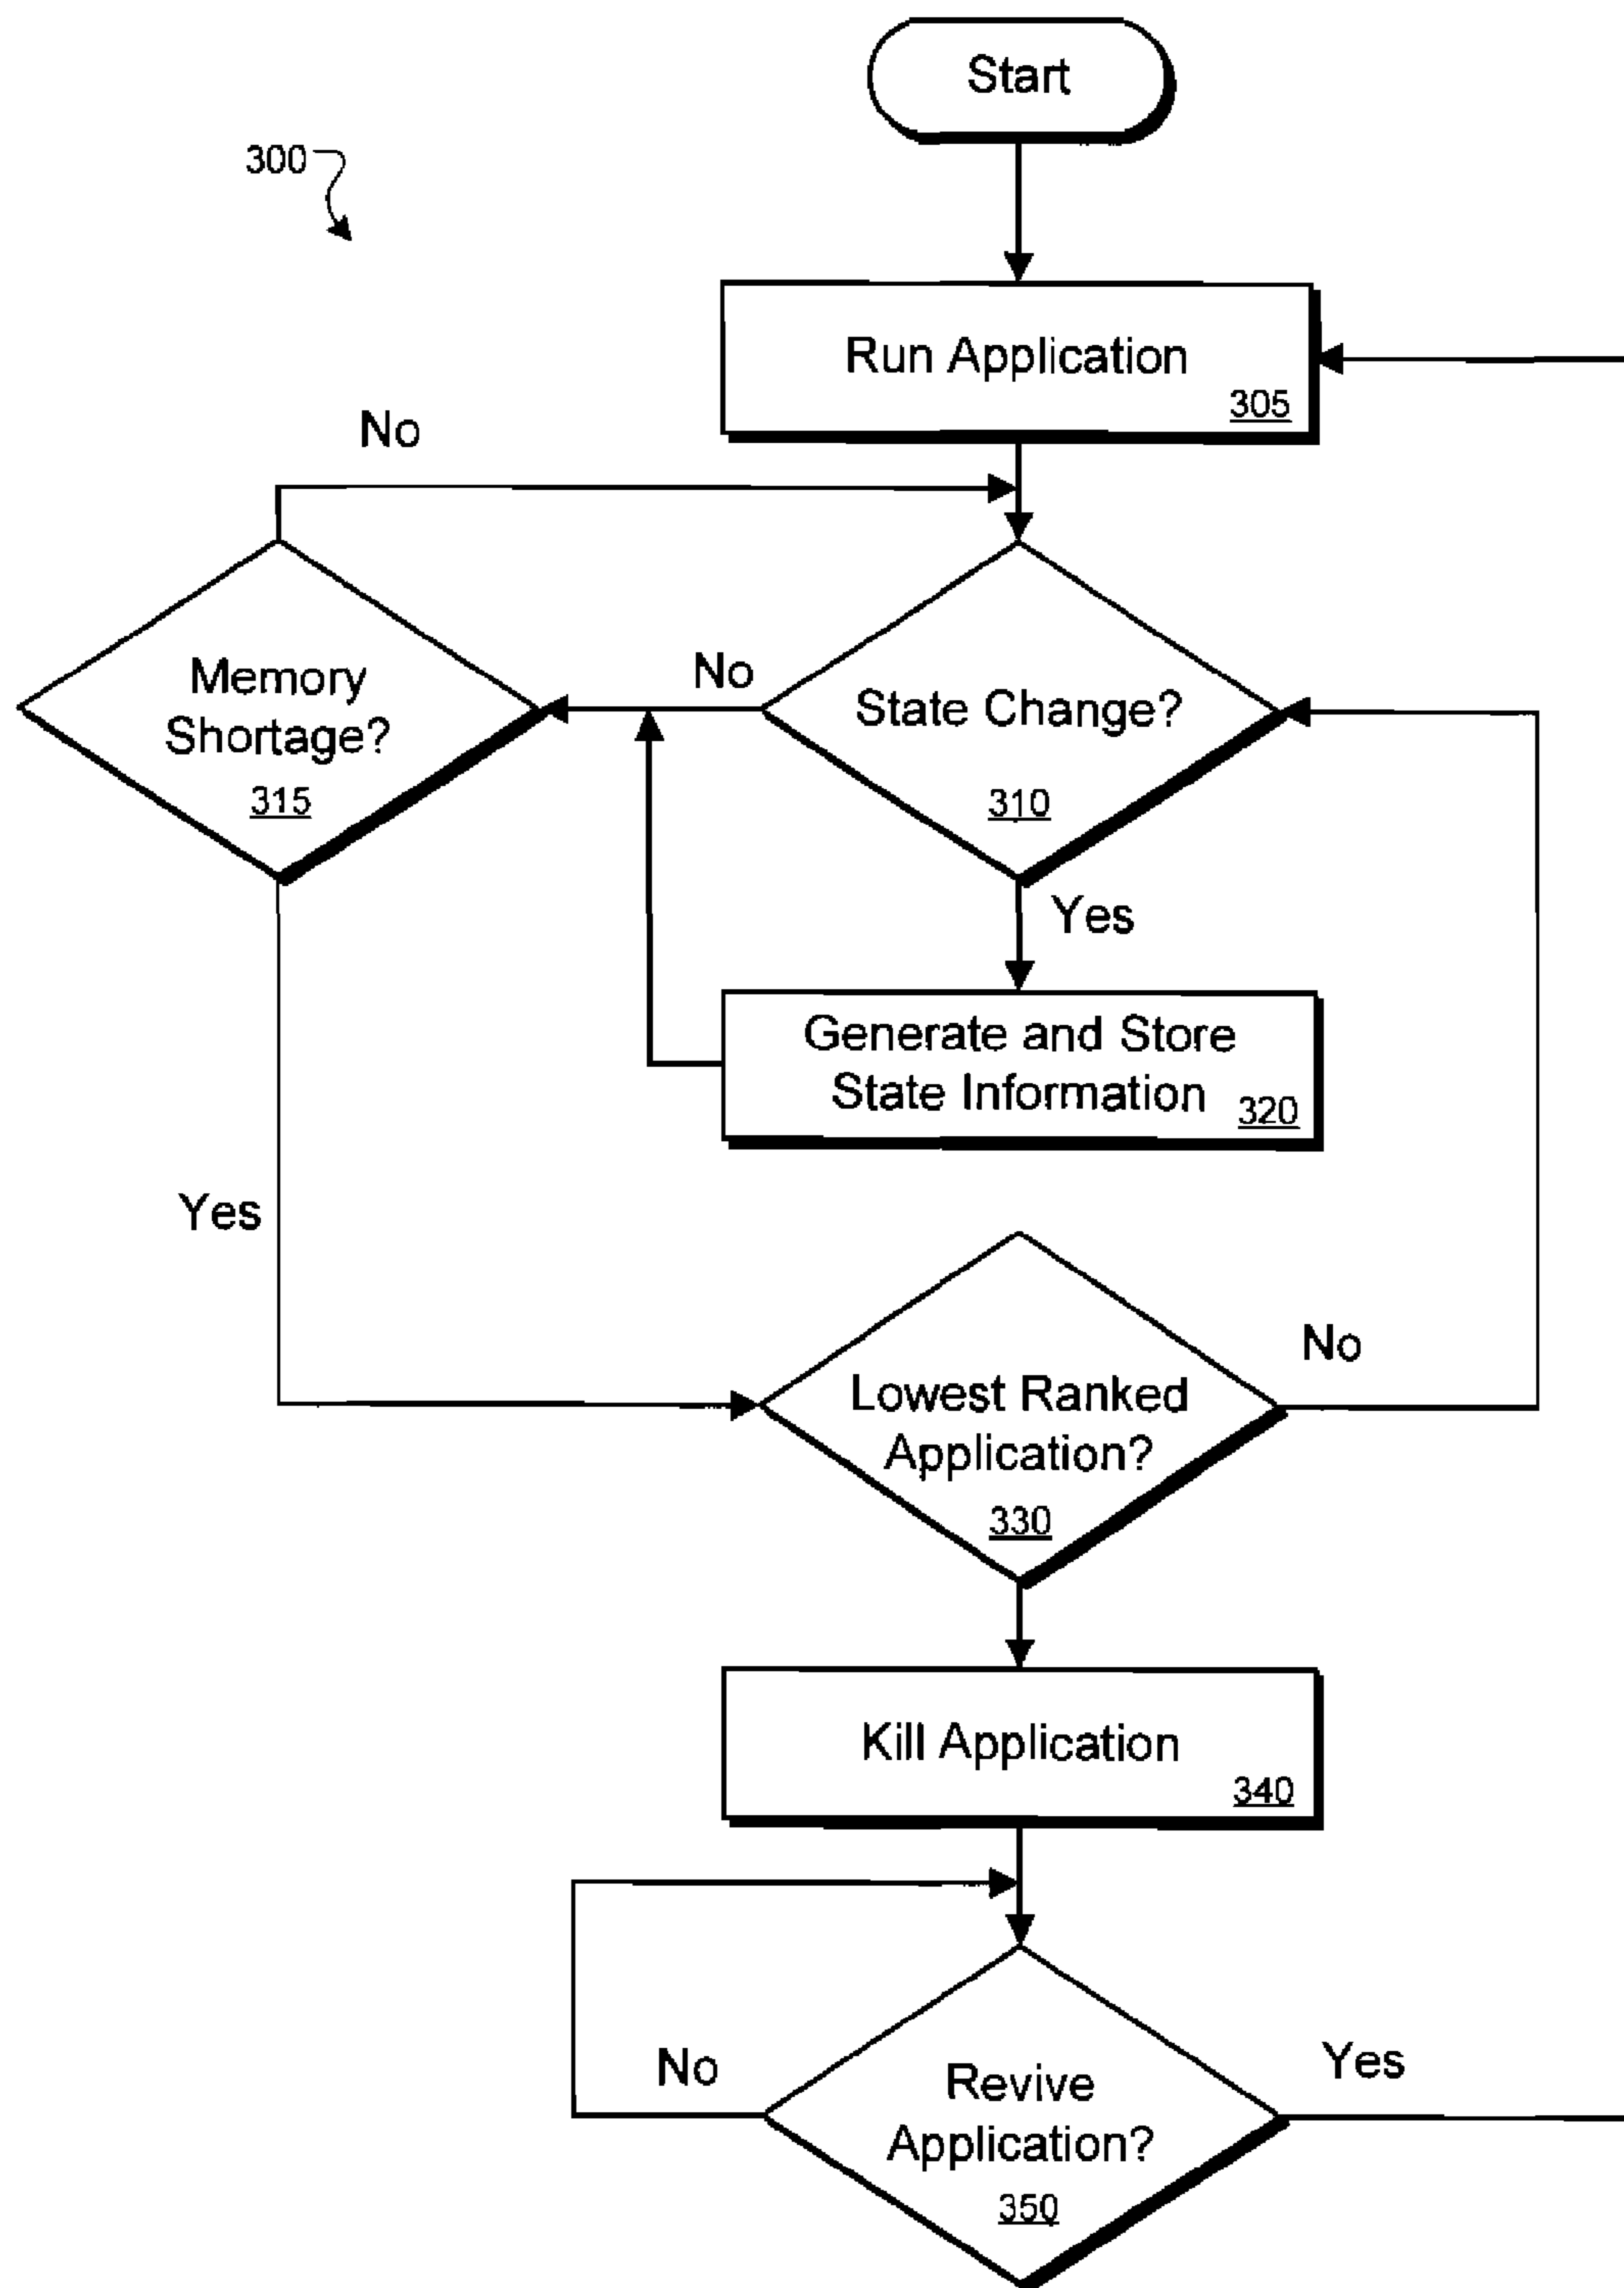 Start
300
Run Application
305
No
Memory
Shortage?
315
No
State Change?
310
Yes
Generate and Store
State Information
320
Yes
Lowest Ranked
Application?
330
No
Kill Application
340
No
Revive
Application?
350
Yes